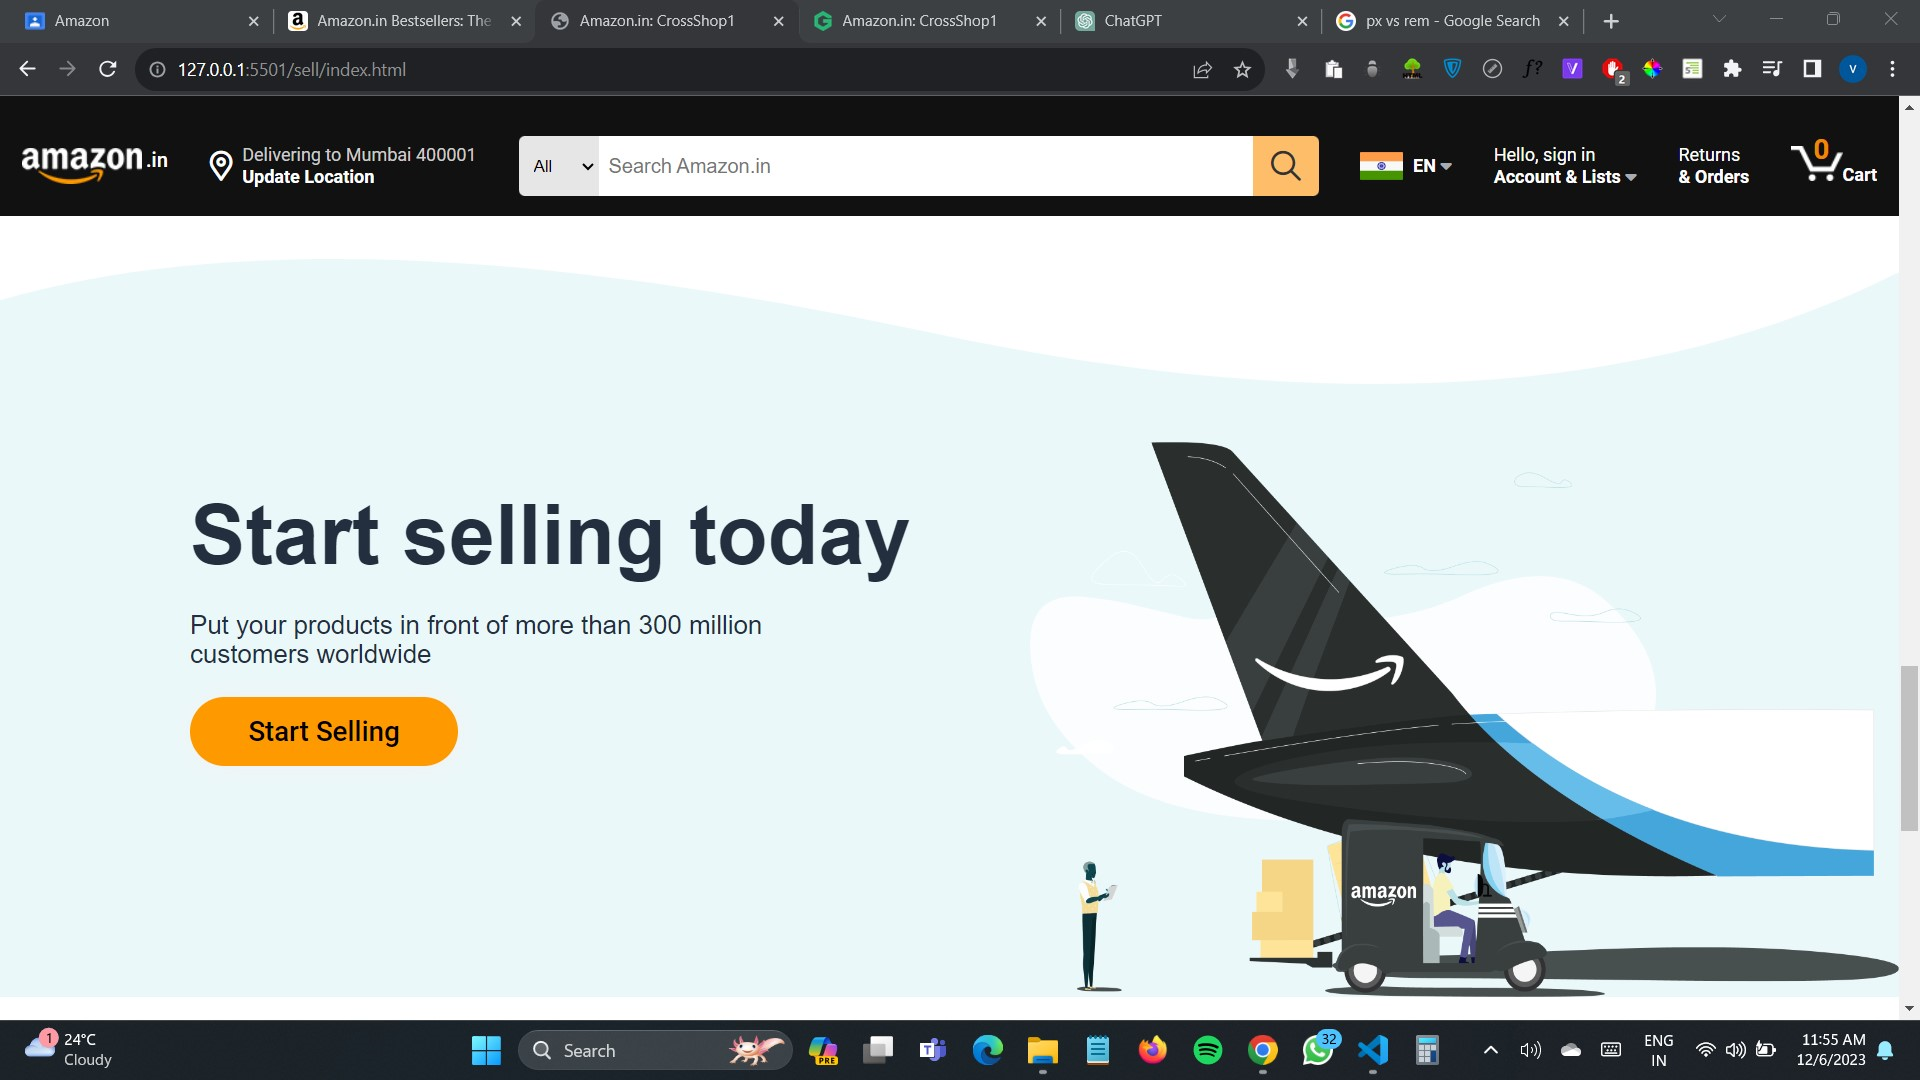 Amazon
Amazon.in Bestsellers: The
Amazon.in: CrossShop1
Amazon.in: CrossShop1
ChatGPT
px vs rem - Google Search
127.0.0.1:5501/sell/index.html
2
V
amazon.in
Delivering to Mumbai 400001
Update Location
All
Search Amazon.in
EN
Hello, sign in
Account & Lists
Returns
& Orders
0
Cart
Start selling today
Put your products in front of more than 300 million
customers worldwide
Start Selling
amazon
1
24°C
Cloudy
Search
PRE
32
ENG
IN
11:55 AM
12/6/2023